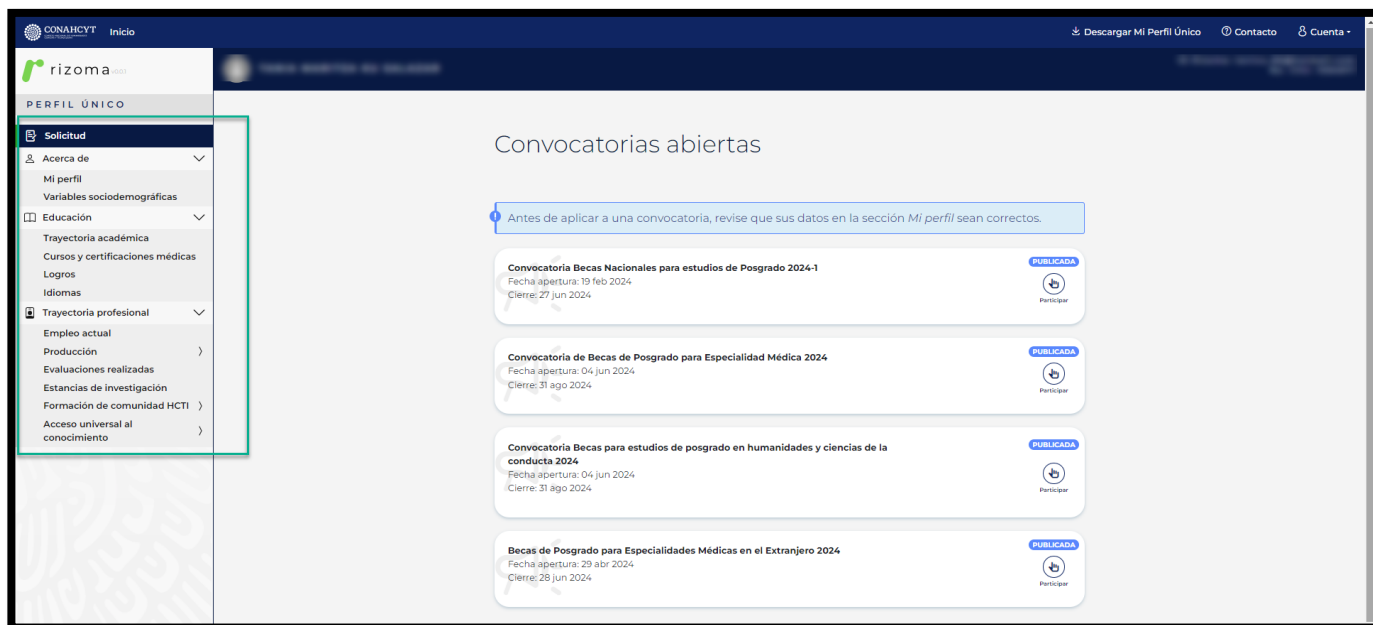 CONAHCYT Inicio
Descargar Mi Perfil Único Contacto Cuenta
rizoma
PERFIL ÚNICO
Solicitud
Acerca de
Mi perfil
Variables sociodemográficas
Educación
Trayectoria académica
Cursos y certificaciones médicas
Logros
Idiomas
Trayectoria profesional
Empleo actual
Producción
Evaluaciones realizadas
Estancias de investigación
Formación de comunidad HCTI
Acceso universal al
conocimiento
Convocatorias abiertas
Antes de aplicar a una convocatoria, revise que sus datos en la sección Mi perfil sean correctos.
Convocatoria Becas Nacionales para estudios de Posgrado 2024-1
Fecha apertura: 19 feb 2024
Cierre: 27 jun 2024
PUBLICADA
Participar
Convocatoria de Becas de Posgrado para Especialidad Médica 2024
Fecha apertura: 04 jun 2024
Cierre: 31 ago 2024
PUBLICADA
Participar
Convocatoria Becas para estudios de posgrado en humanidades y ciencias de la
conducta 2024
Fecha apertura: 04 jun 2024
Cierre: 31 ago 2024
PUBLICADA
Participar
Becas de Posgrado para Especialidades Médicas en el Extranjero 2024
Fecha apertura: 29 abr 2024
Cierre: 28 jun 2024
PUBLICADA
Participar